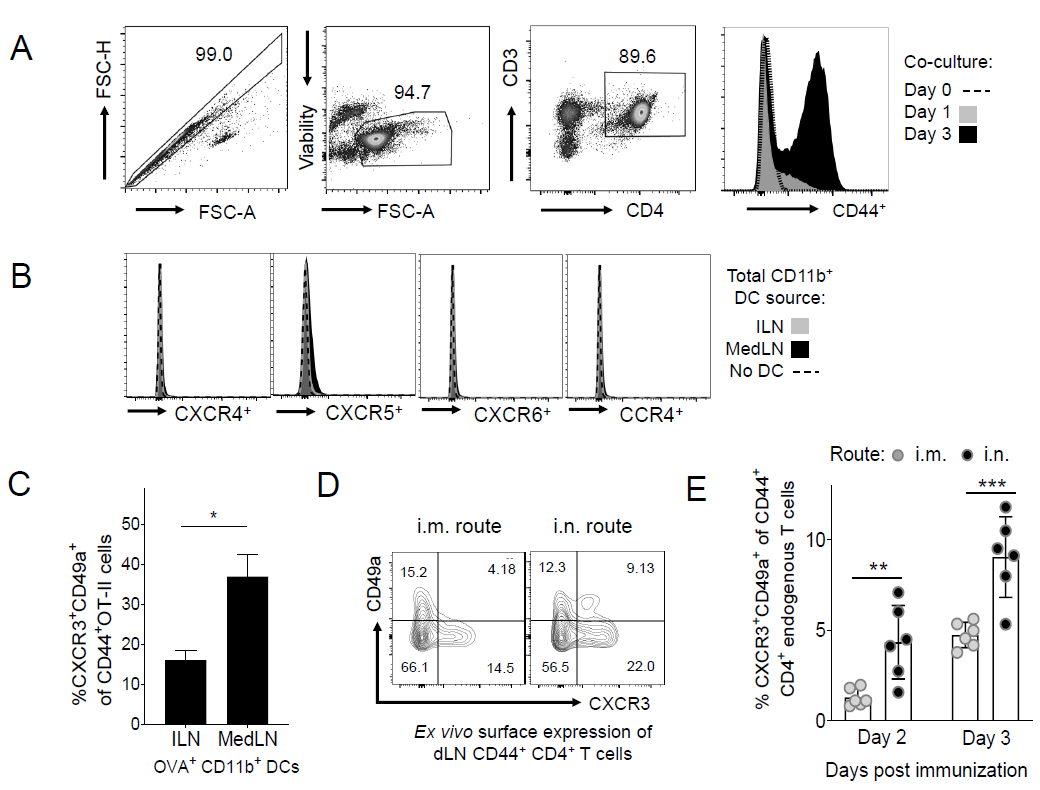 A
99.0
FSC-H
FSC-A
Viability
94.7
FSC-A
CD3
89.6
CD4
CD44+
Co-culture:
Day 0
Day 1
Day 3
B
CXCR4+
CXCR5+
CXCR6+
CCR4+
Total CD11b+
DC source:
ILN
MedLN
No DC
C
%CXCR3+CD49a+
of CD44+OT-II cells
50
40
30
20
10
0
*
ILN MedLN
OVA+ CD11b+ DCs
D
i.m. route
i.n. route
CD49a
15.2
4.18
66.1
14.5
12.3
9.13
56.5
22.0
CXCR3
Ex vivo surface expression of
dLN CD44+ CD4+ T cells
E
Route: i.m. i.n.
% CXCR3+CD49a+ of CD44+
CD4+ endogenous T cells
10
5
0
**
***
Day 2
Day 3
Days post immunization